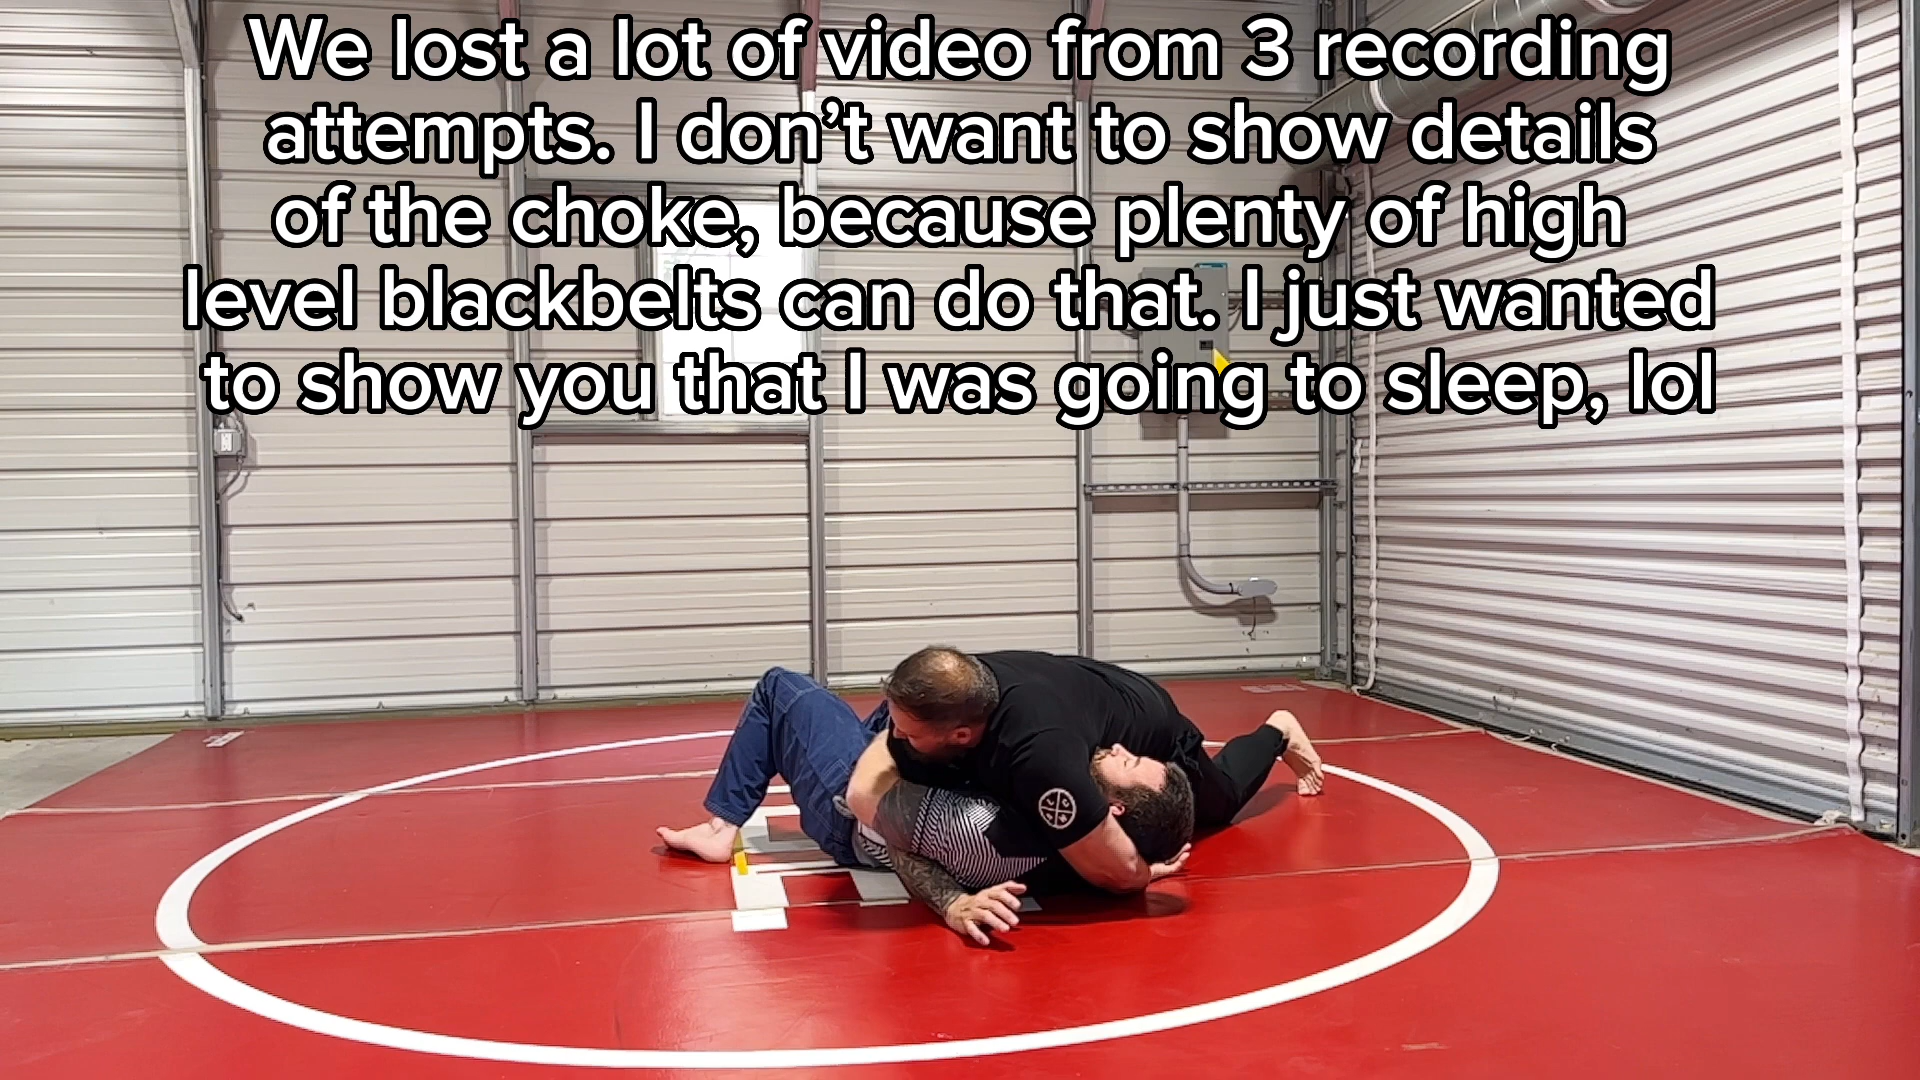 We lost a lot of video from 3 recording
attempts. I don’t want to show details
of the choke, because plenty of high
level blackbelts can do that. I just wanted
to show you that I was going to sleep, lol